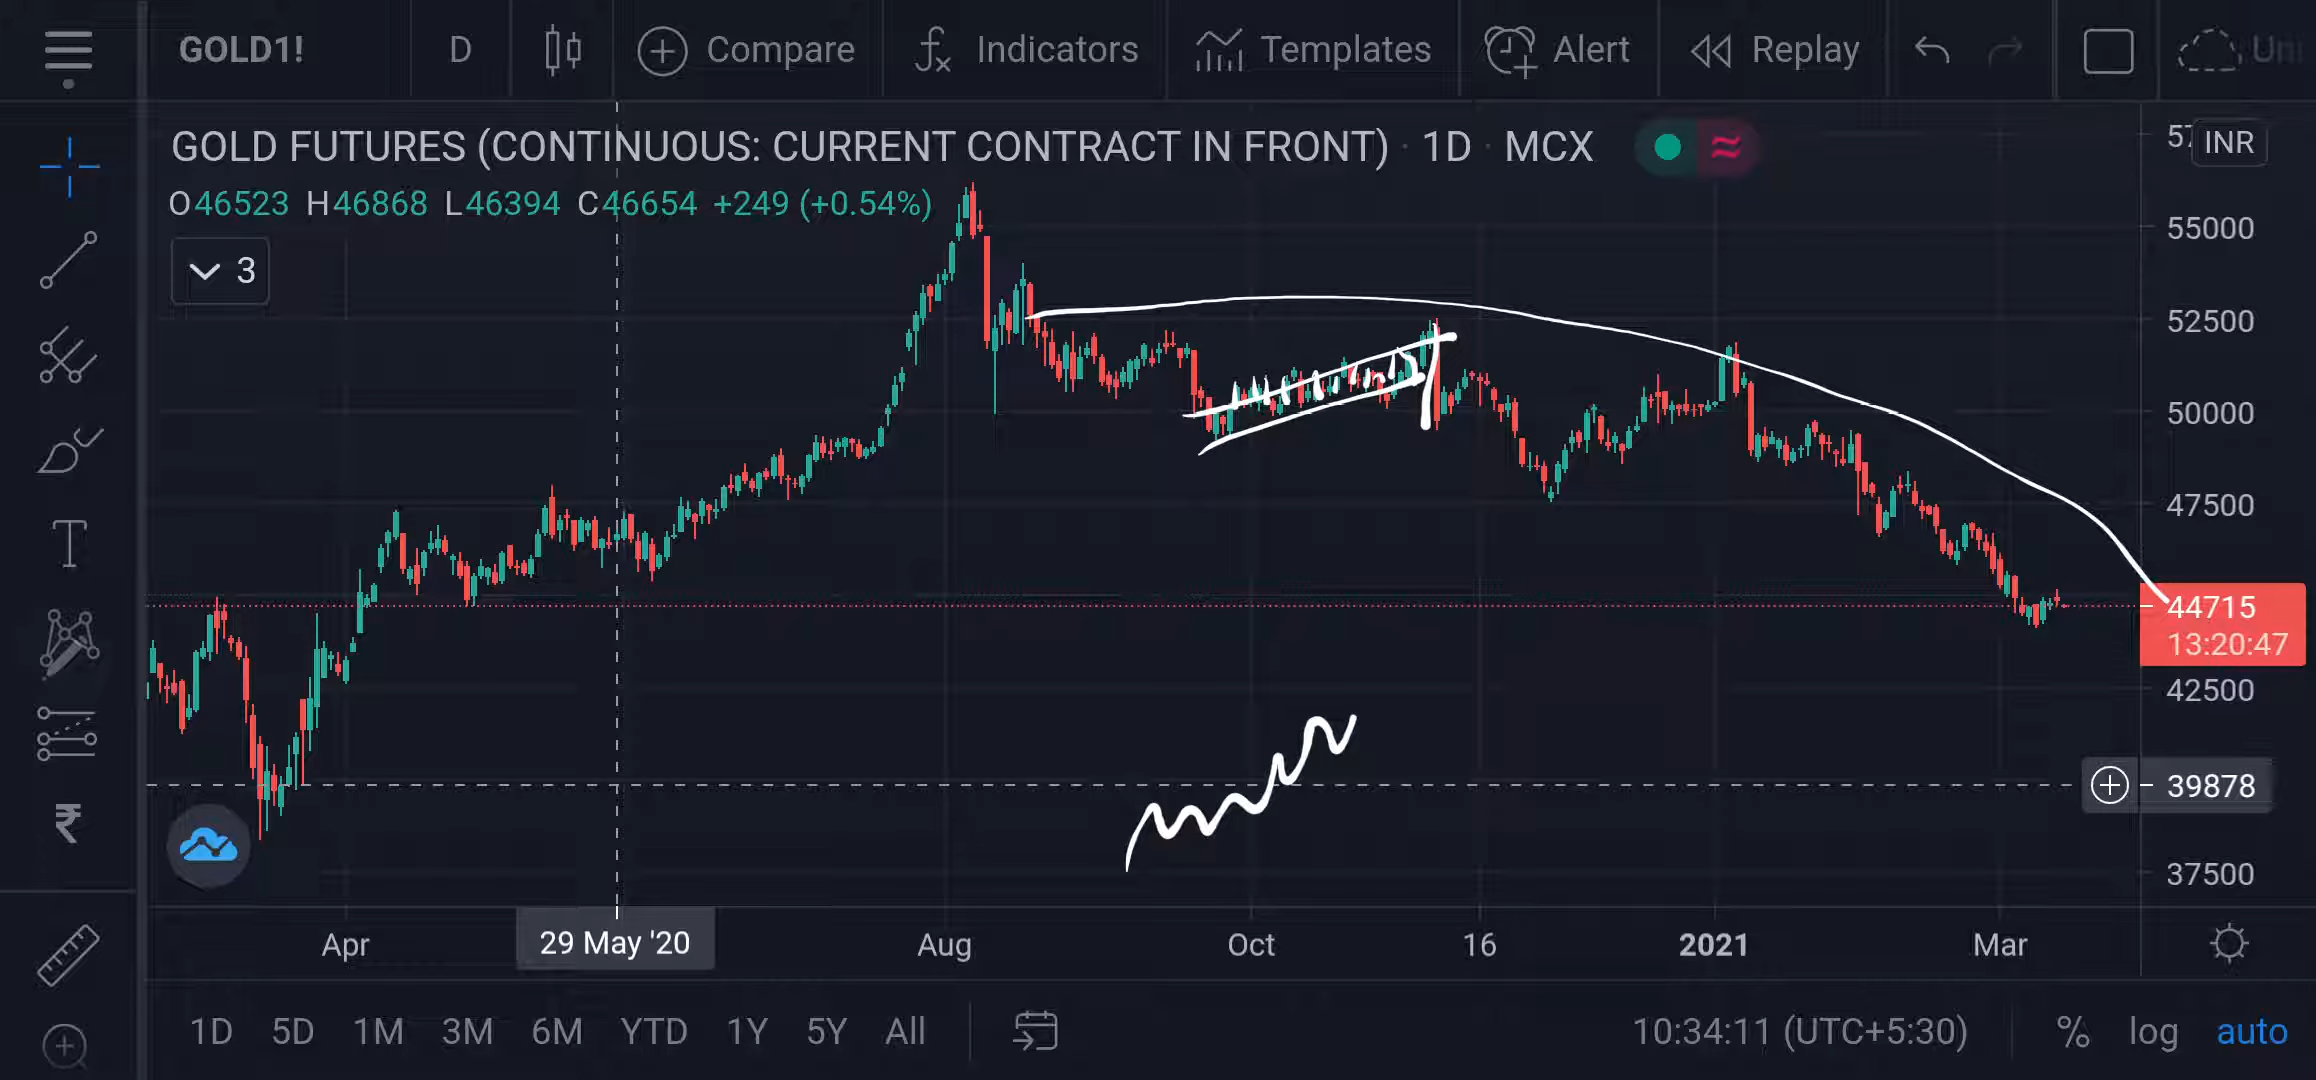 GOLD1! D Compare Indicators Templates Alert Replay
GOLD FUTURES (CONTINUOUS: CURRENT CONTRACT IN FRONT) · 1D · MCX
INR
O46523 H46868 L46394 C46654 +249 (+0.54%)
3
55000
52500
50000
47500
44715
13:20:47
42500
39878
37500
Apr 29 May '20 Aug Oct 16 2021 Mar
1D 5D 1M 3M 6M YTD 1Y 5Y All 10:34:11 (UTC+5:30) % log auto